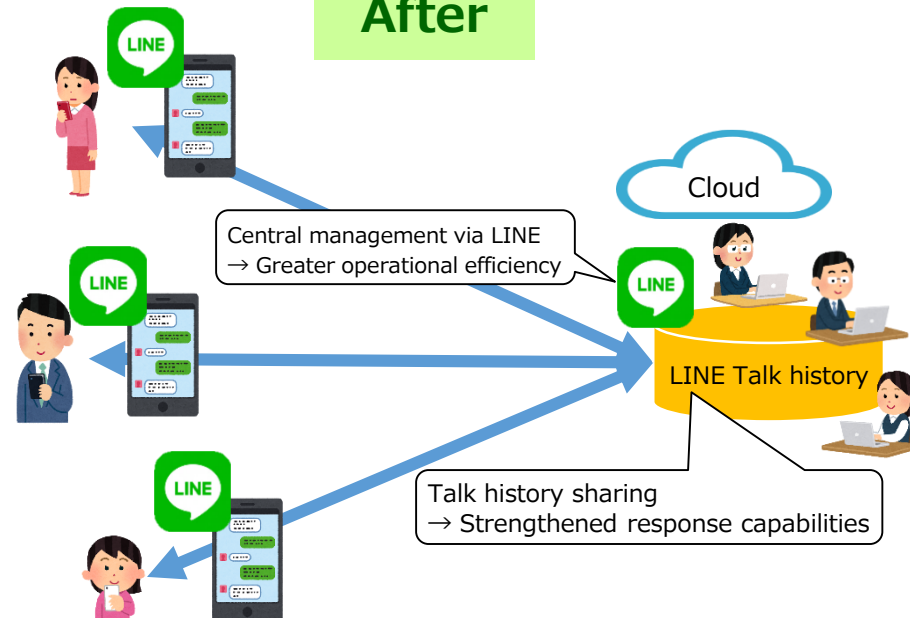 After
LINE
Cloud
Central management via LINE
→ Greater operational efficiency
LINE
LINE
LINE Talk history
Talk history sharing
→ Strengthened response capabilities
LINE